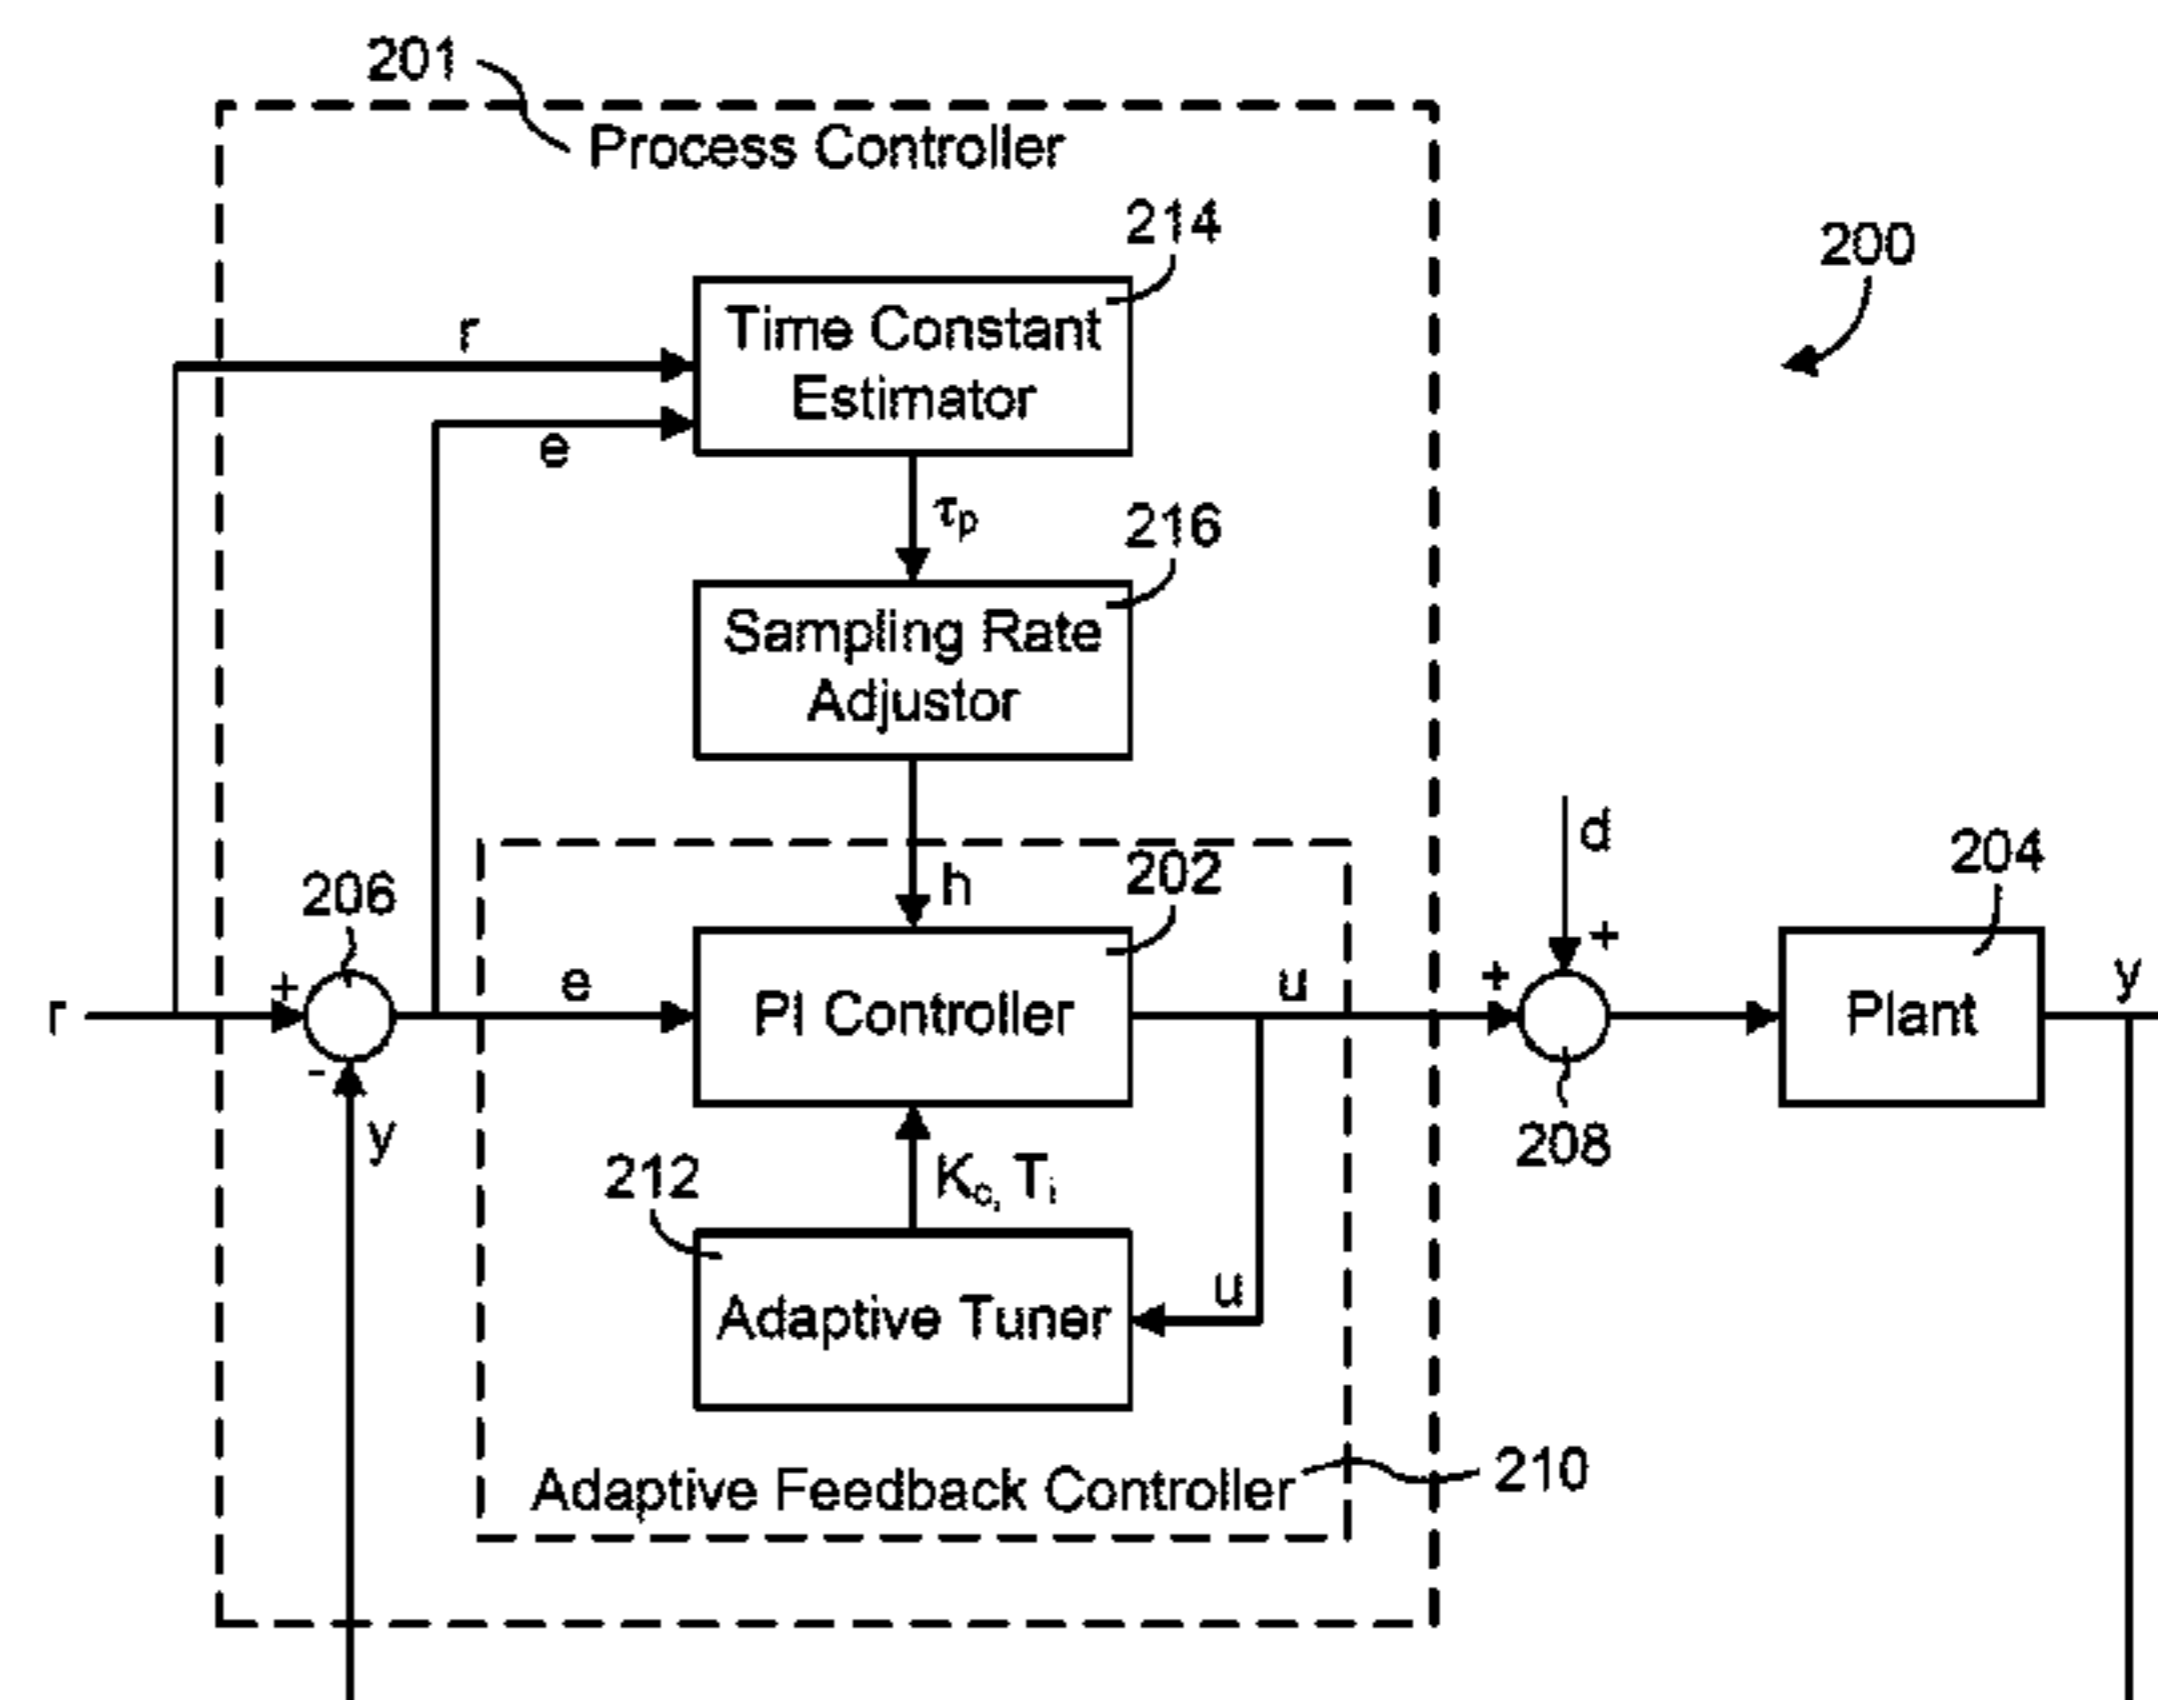 201
Process Controller
214
200
r
Time Constant
Estimator
e
τp
216
Sampling Rate
Adjustor
d
h
202
204
206
+
+
+
r
e
PI Controller
u
Plant
y
-
y
208
212
Kc, Ti
u
Adaptive Tuner
Adaptive Feedback Controller
210